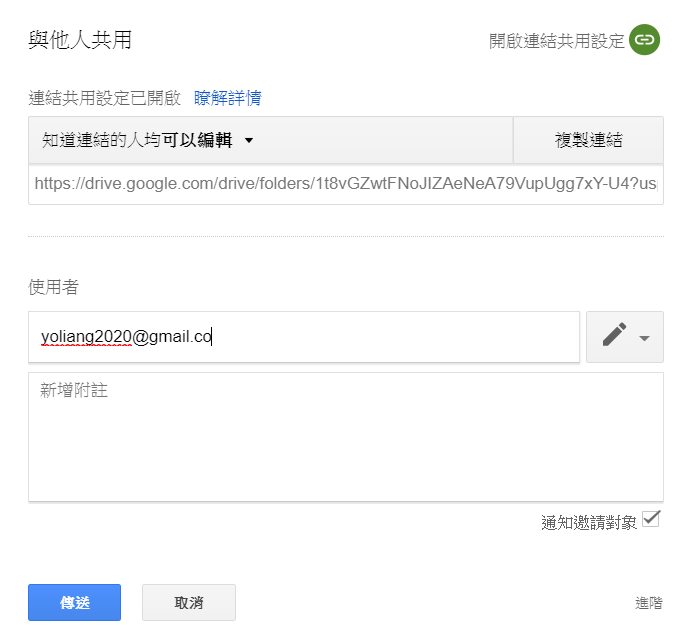 與他人共用
開啟連結共用設定
連結共用設定已開啟 瞭解詳情
知道連結的人均可以編輯
複製連結
https://drive.google.com/drive/folders/1t8vGZwtFNoJIZAeNeA79VupUgg7xY-U4?us
使用者
yoliang2020@gmail.co
新增附註
通知邀請對象
傳送
取消
進階